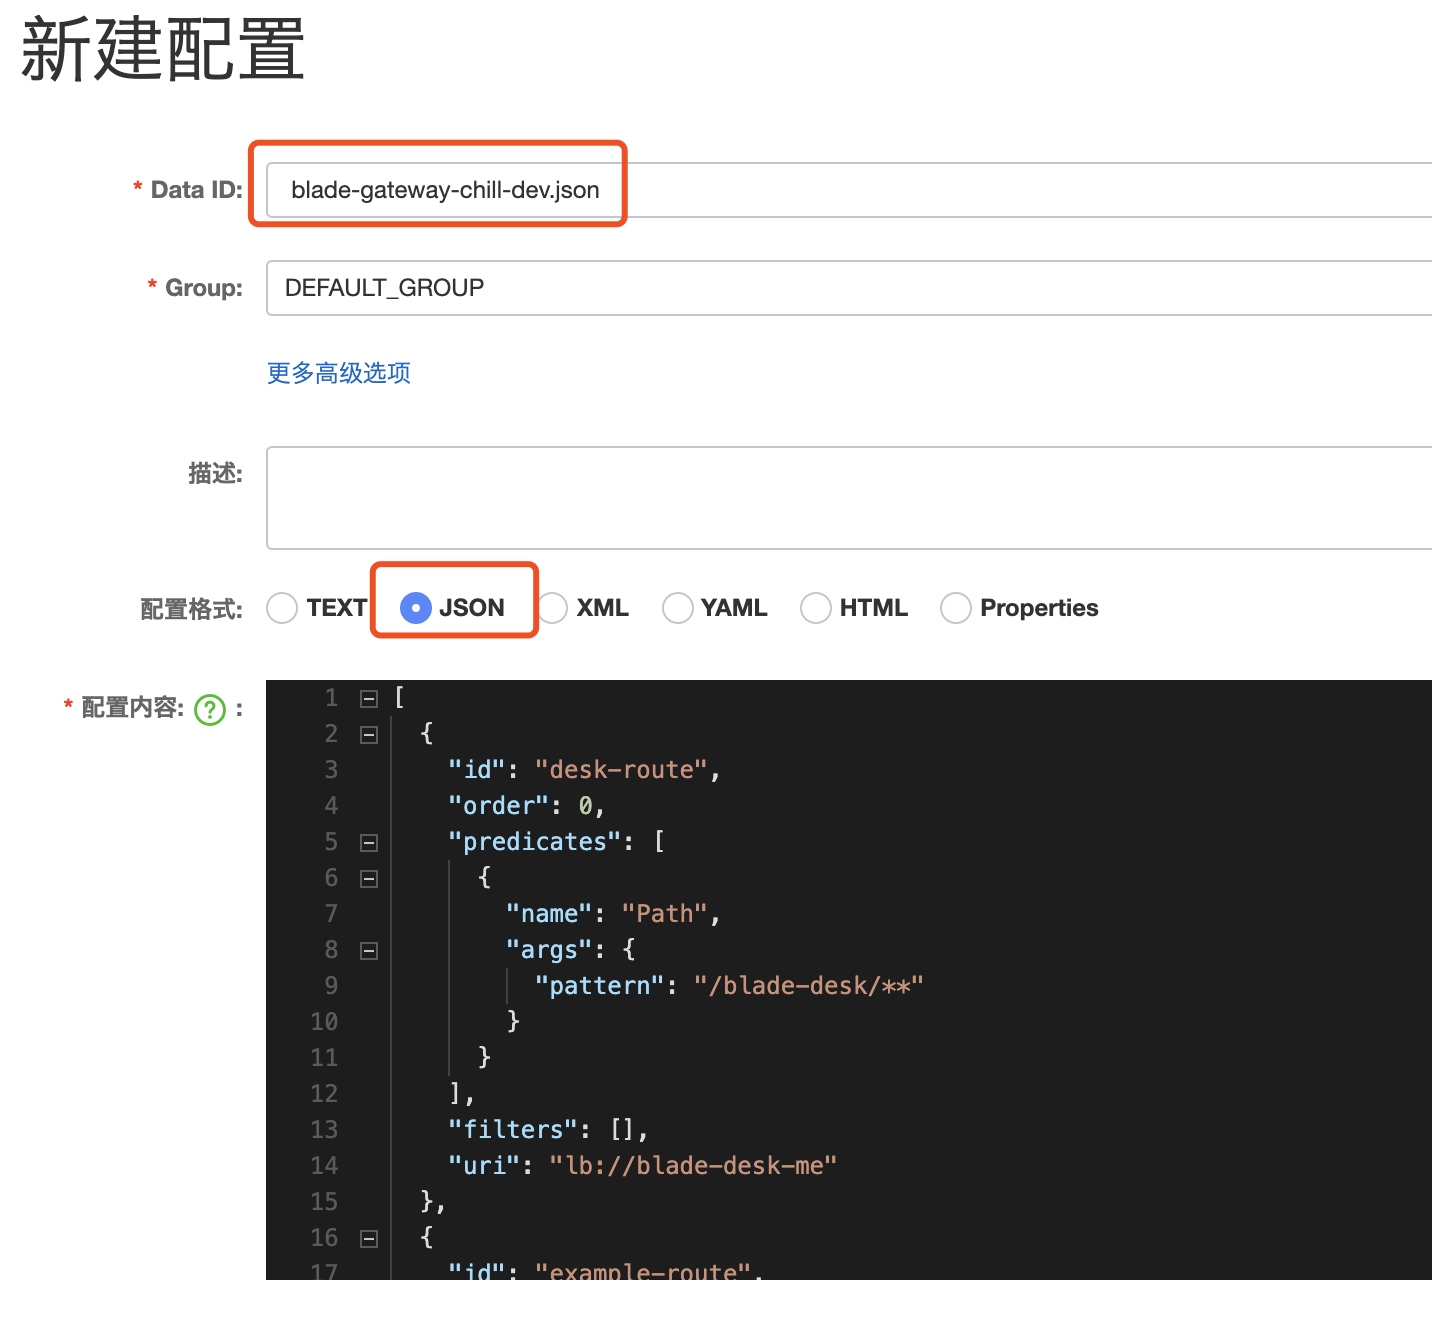 新建配置
* Data ID: blade-gateway-chill-dev.json
* Group: DEFAULT_GROUP
更多高级选项
描述:
配置格式: TEXT JSON XML YAML HTML Properties
* 配置内容: ? :
1 [
2 {
3 "id": "desk-route",
4 "order": 0,
5 "predicates": [
6 {
7 "name": "Path",
8 "args": {
9 "pattern": "/blade-desk/**"
10 }
11 }
12 ],
13 "filters": [],
14 "uri": "lb://blade-desk-me"
15 },
16 {
17 "id": "example-route",